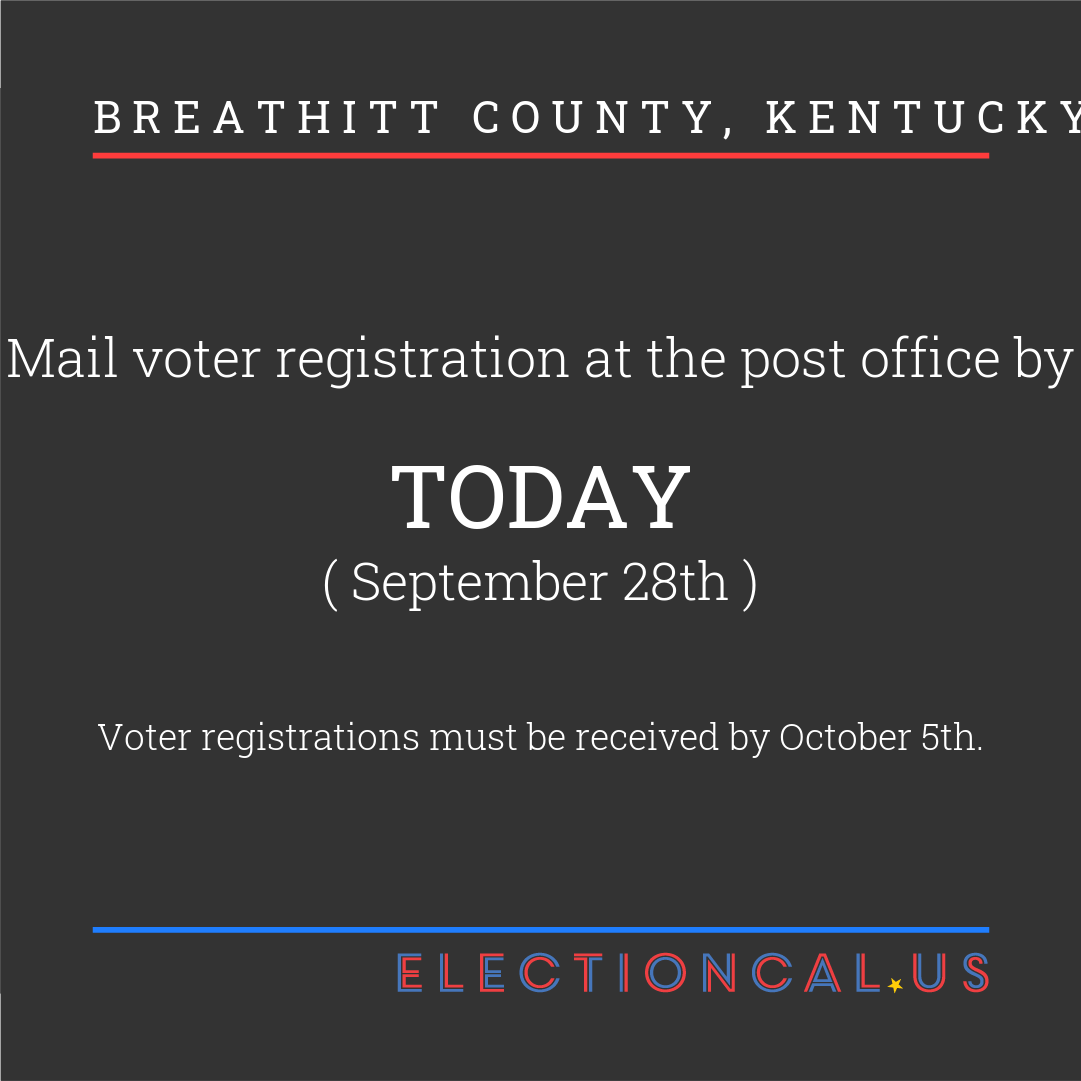 BREATHITT COUNTY, KENTUCKY
Mail voter registration at the post office by
TODAY
( September 28th )
Voter registrations must be received by October 5th.
ELECTIONCAL.US